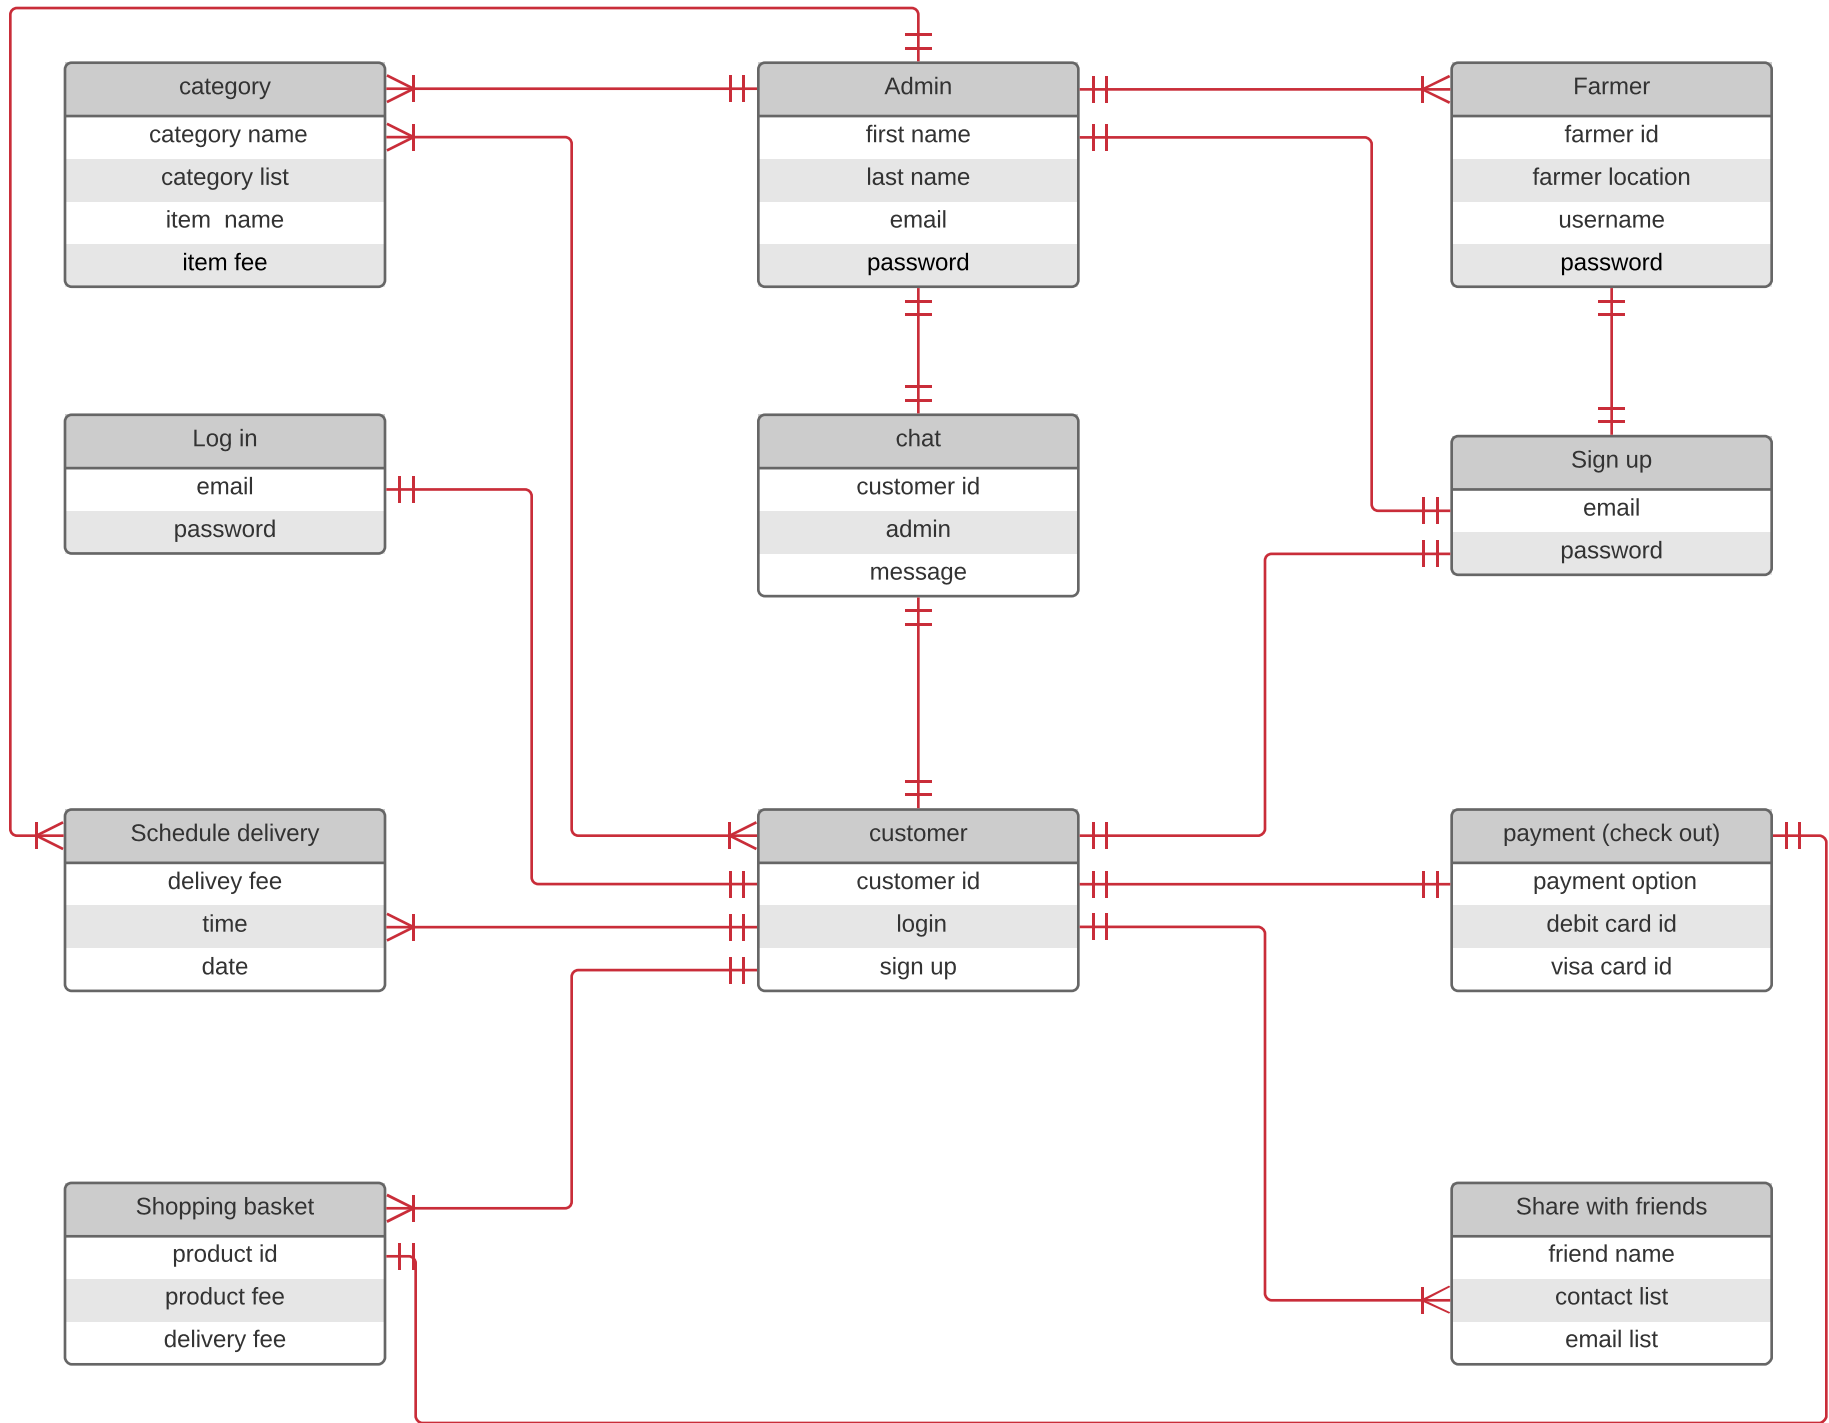 category
category name
category list
item  name
item fee
Admin
first name
last name
email
password
Farmer
farmer id
farmer location
username
password
Log in
email
password
chat
customer id
admin
message
Sign up
email
password
Schedule delivery
delivey fee
time
date
customer
customer id
login
sign up
payment (check out)
payment option
debit card id
visa card id
Shopping basket
product id
product fee
delivery fee
Share with friends
friend name
contact list
email list